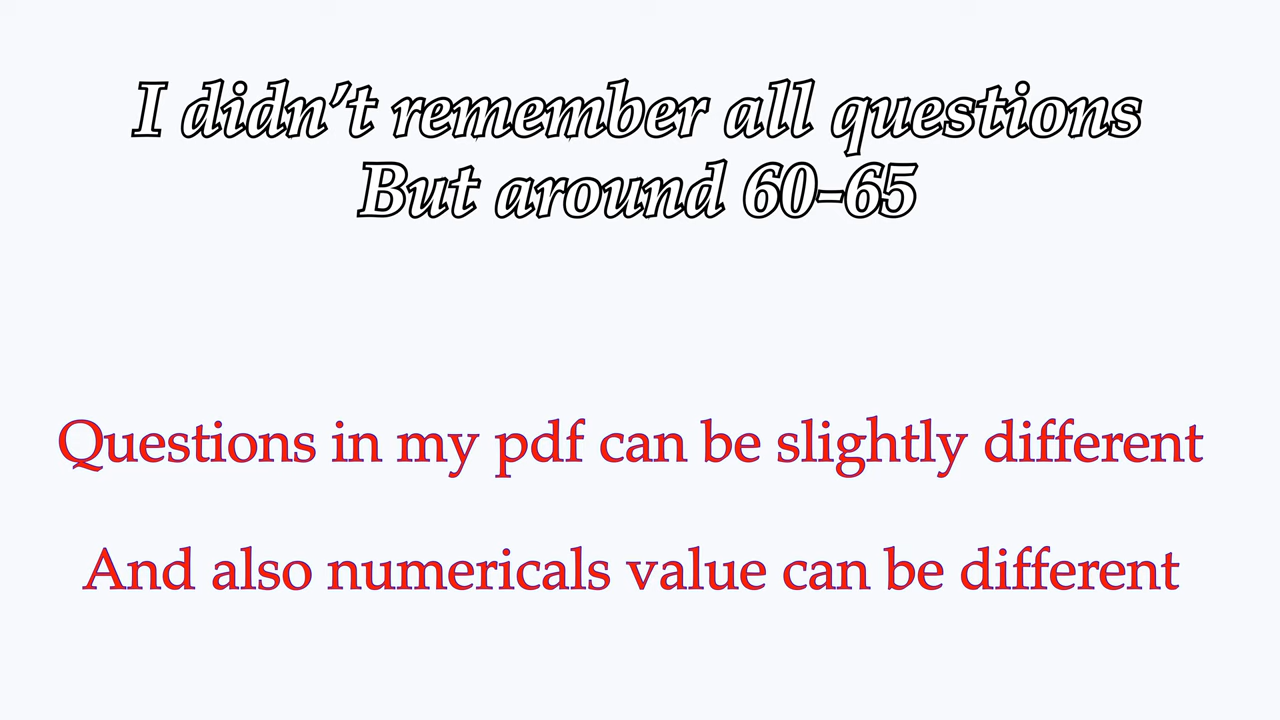 I didn't remember all questions
But around 60-65
Questions in my pdf can be slightly different
And also numericals value can be different